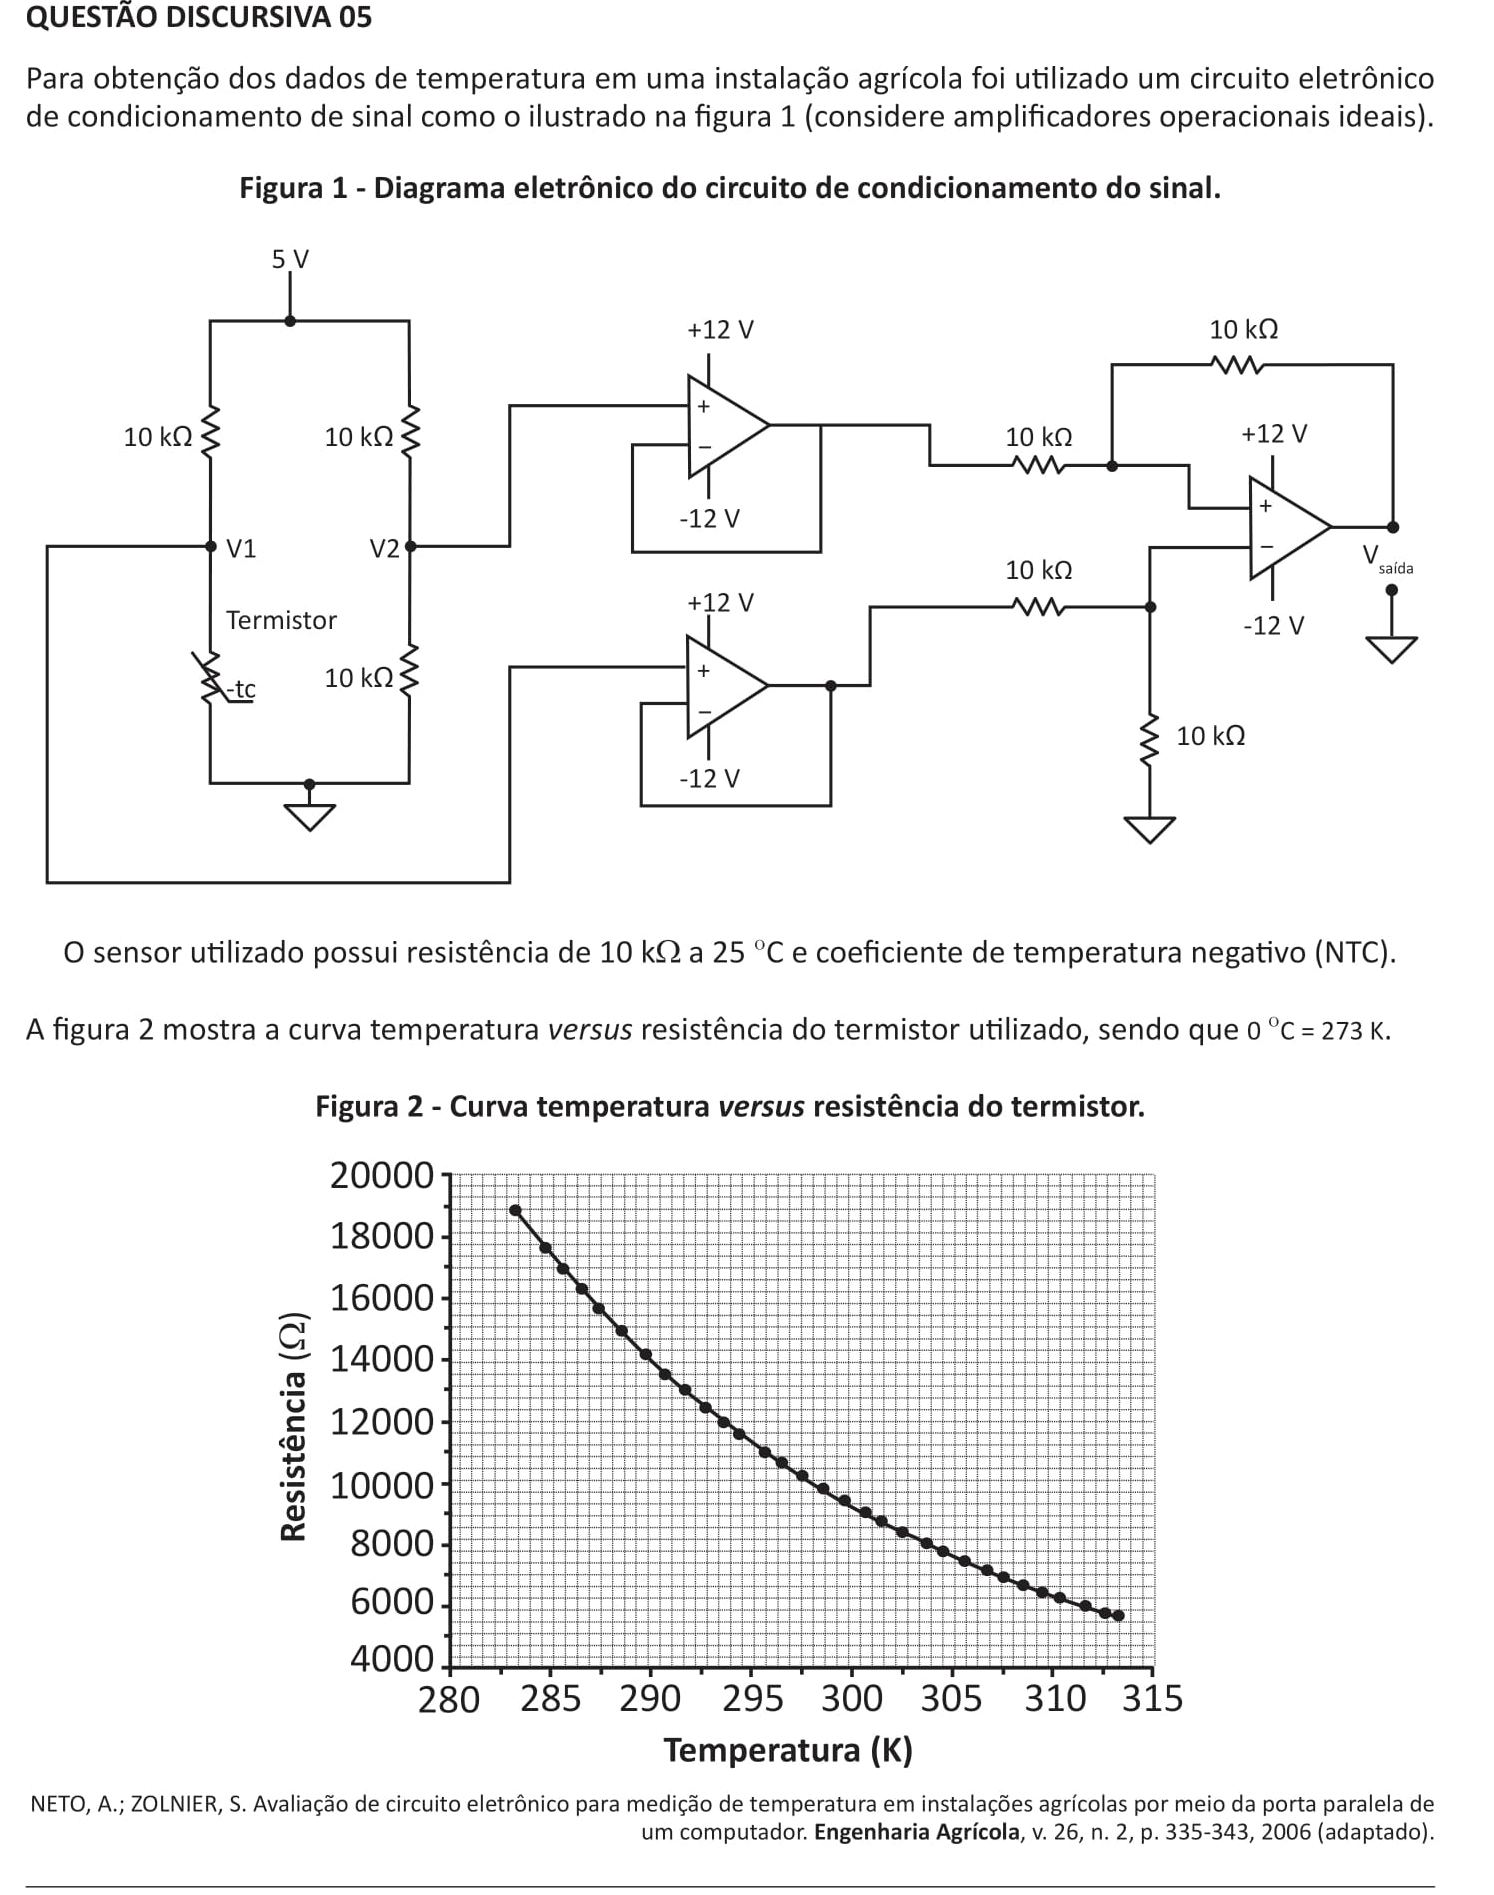 QUESTÃO DISCURSIVA 05
Para obtenção dos dados de temperatura em uma instalação agrícola foi utilizado um circuito eletrônico
de condicionamento de sinal como o ilustrado na figura 1 (considere amplificadores operacionais ideais).
Figura 1 - Diagrama eletrônico do circuito de condicionamento do sinal.
5 V
+12 V
10 kΩ
10 kΩ
10 kΩ
10 kΩ
+12 V
+
−
+
−
-12 V
V1
V2
V saída
10 kΩ
+12 V
-12 V
Termistor
10 kΩ
-tc
+
−
10 kΩ
-12 V
O sensor utilizado possui resistência de 10 kΩ a 25 °C e coeficiente de temperatura negativo (NTC).
A figura 2 mostra a curva temperatura versus resistência do termistor utilizado, sendo que 0 °C = 273 K.
Figura 2 - Curva temperatura versus resistência do termistor.
20000
18000
16000
14000
12000
10000
8000
6000
4000
Resistência (Ω)
280 285 290 295 300 305 310 315
Temperatura (K)
NETO, A.; ZOLNIER, S. Avaliação de circuito eletrônico para medição de temperatura em instalações agrícolas por meio da porta paralela de
um computador. Engenharia Agrícola, v. 26, n. 2, p. 335-343, 2006 (adaptado).